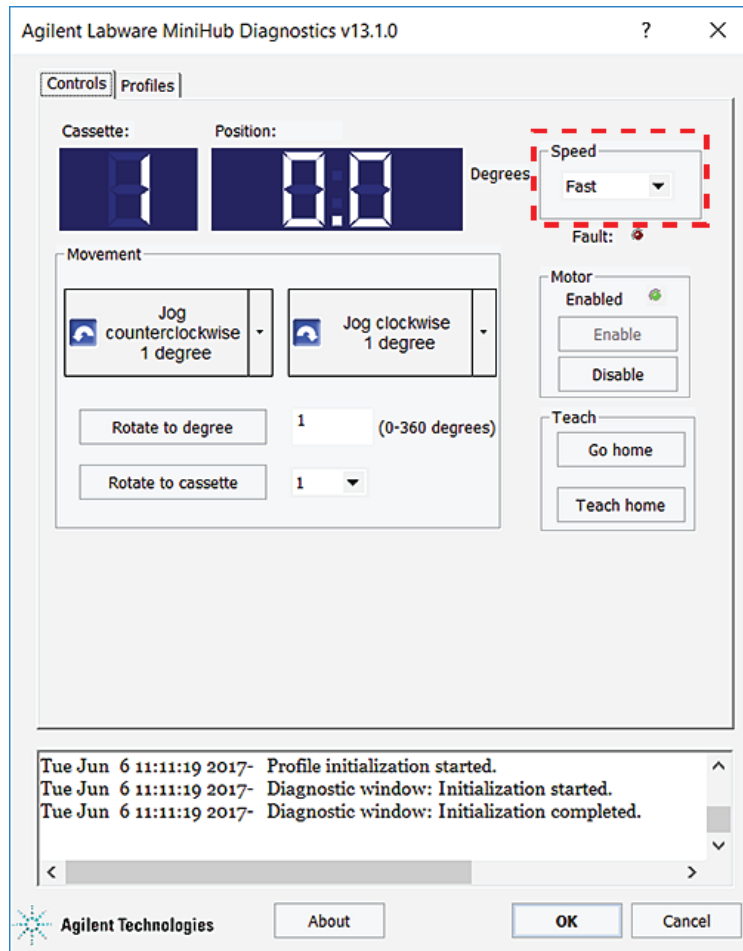 Agilent Labware MiniHub Diagnostics v13.1.0 ?
Controls Profiles
Cassette: Position:
1 0.0 Degrees
Speed
Fast
Fault:
Movement
Jog counterclockwise 1 degree
Jog clockwise 1 degree
Rotate to degree 1 (0-360 degrees)
Rotate to cassette 1
Motor
Enabled
Enable
Disable
Teach
Go home
Teach home
Tue Jun 6 11:11:19 2017- Profile initialization started.
Tue Jun 6 11:11:19 2017- Diagnostic window: Initialization started.
Tue Jun 6 11:11:19 2017- Diagnostic window: Initialization completed.
Agilent Technologies About OK Cancel